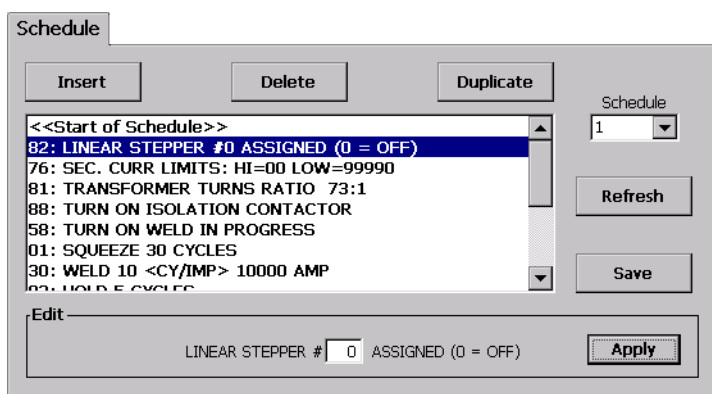 Schedule
Insert
Delete
Duplicate
Schedule
1
<<Start of Schedule>>
82: LINEAR STEPPER #0 ASSIGNED (0 = OFF)
76: SEC. CURR LIMITS: HI=00 LOW=99990
81: TRANSFORMER TURNS RATIO 73:1
88: TURN ON ISOLATION CONTACTOR
58: TURN ON WELD IN PROGRESS
01: SQUEEZE 30 CYCLES
30: WELD 10 <CY/IMP> 10000 AMP
HOLD 5 CYCLES
Refresh
Save
Edit
LINEAR STEPPER # 0 ASSIGNED (0 = OFF)
Apply